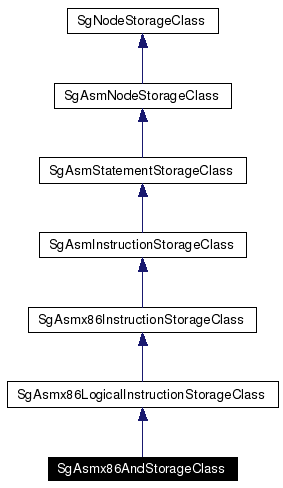 SgNodeStorageClass
SgAsmNodeStorageClass
SgAsmStatementStorageClass
SgAsmInstructionStorageClass
SgAsmx86InstructionStorageClass
SgAsmx86LogicalInstructionStorageClass
SgAsmx86AndStorageClass